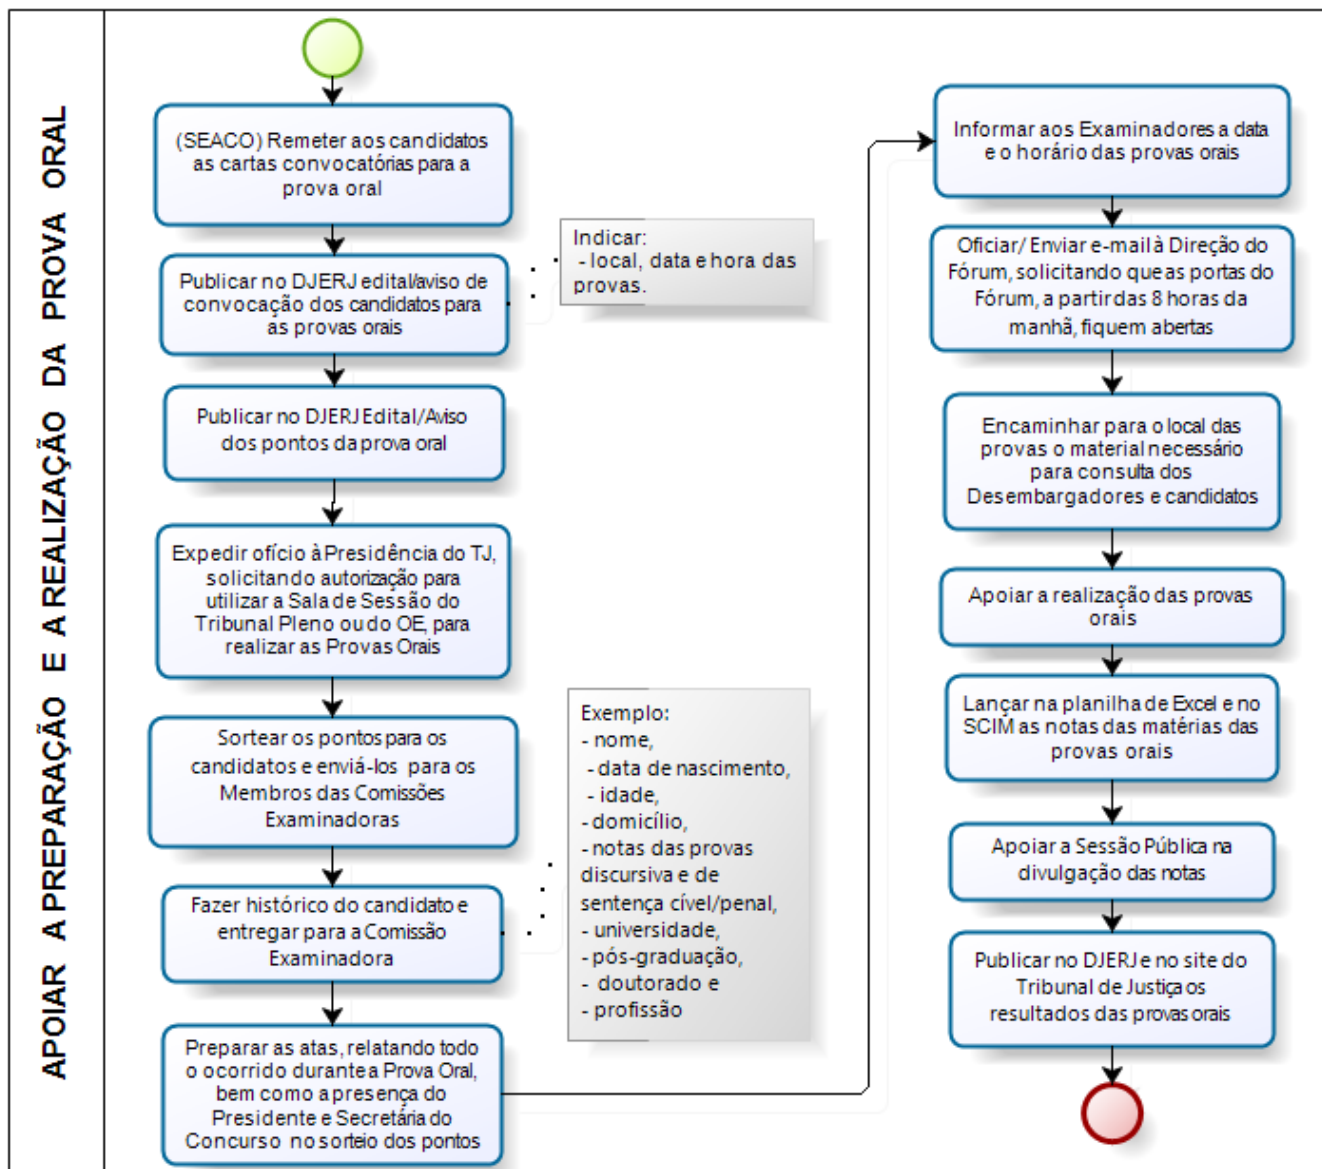 APOIAR A PREPARAÇÃO E A REALIZAÇÃO DA PROVA ORAL
(SEACO) Remeter aos candidatos
as cartas convocatórias para a
prova oral
Publicar no DJERJ edital/aviso de
convocação dos candidatos para
as provas orais
Indicar:
- local, data e hora das
provas.
Publicar no DJERJ Edital/Aviso
dos pontos da prova oral
Expedir ofício à Presidência do TJ,
solicitando autorização para
utilizar a Sala de Sessão do
Tribunal Pleno ou do OE, para
realizar as Provas Orais
Sortear os pontos para os
candidatos e enviá-los para os
Membros das Comissões
Examinadoras
Fazer histórico do candidato e
entregar para a Comissão
Examinadora
Exemplo:
- nome,
- data de nascimento,
- idade,
- domicílio,
- notas das provas
discursiva e de
sentença cível/penal,
- universidade,
- pós-graduação,
- doutorado e
- profissão
Preparar as atas, relatando todo
o ocorrido durante a Prova Oral,
bem como a presença do
Presidente e Secretária do
Concurso no sorteio dos pontos
Informar aos Examinadores a data
e o horário das provas orais
Oficiar/ Enviar e-mail à Direção do
Fórum, solicitando que as portas do
Fórum, a partir das 8 horas da
manhã, fiquem abertas
Encaminhar para o local das
provas o material necessário
para consulta dos
Desembargadores e candidatos
Apoiar a realização das provas
orais
Lançar na planilha de Excel e no
SCIM as notas das matérias das
provas orais
Apoiar a Sessão Pública na
divulgação das notas
Publicar no DJERJ e no site do
Tribunal de Justiça os
resultados das provas orais